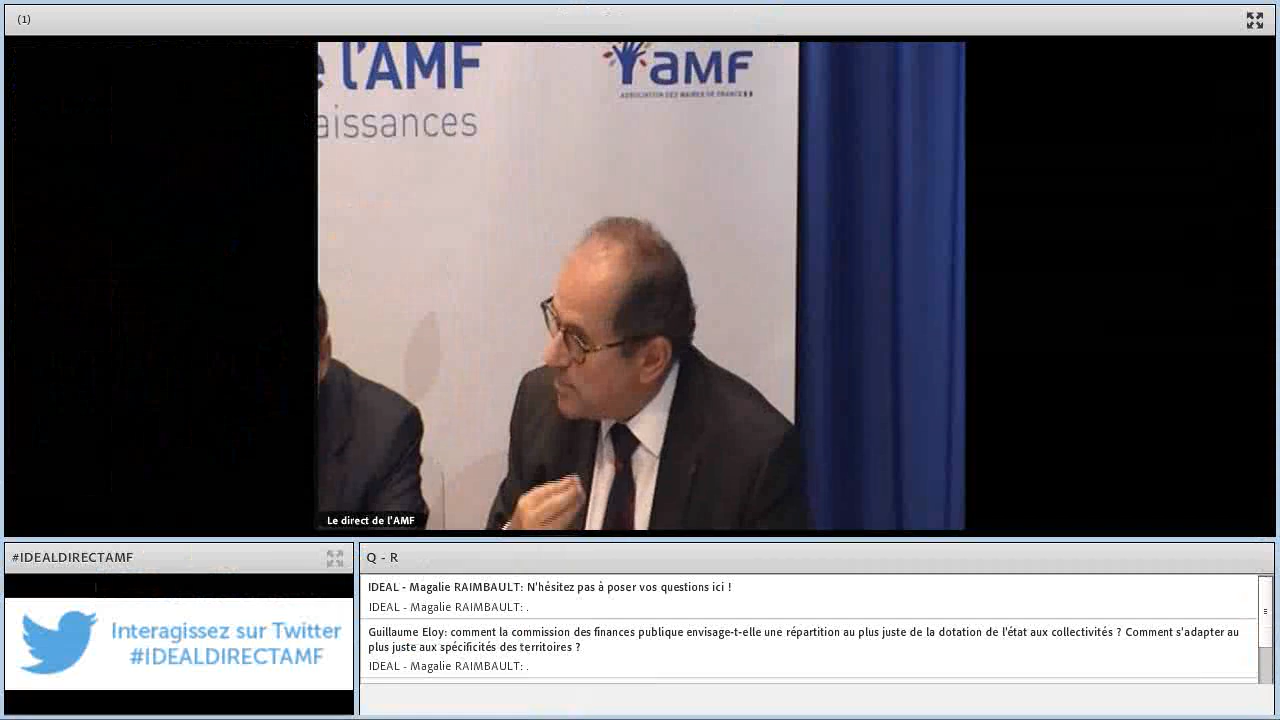 (1)
e l'AMF
aissances
AMF
ASSOCIATION DES MAIRES DE FRANCE
Le direct de l'AMF
#IDEALDIRECTAMF
Interagissez sur Twitter
#IDEALDIRECTAMF
Q - R
IDEAL - Magalie RAIMBAULT: N'hésitez pas à poser vos questions ici !
IDEAL - Magalie RAIMBAULT: .
Guillaume Eloy: comment la commission des finances publique envisage-t-elle une répartition au plus juste de la dotation de l'état aux collectivités ? Comment s'adapter au
plus juste aux spécificités des territoires ?
IDEAL - Magalie RAIMBAULT: .